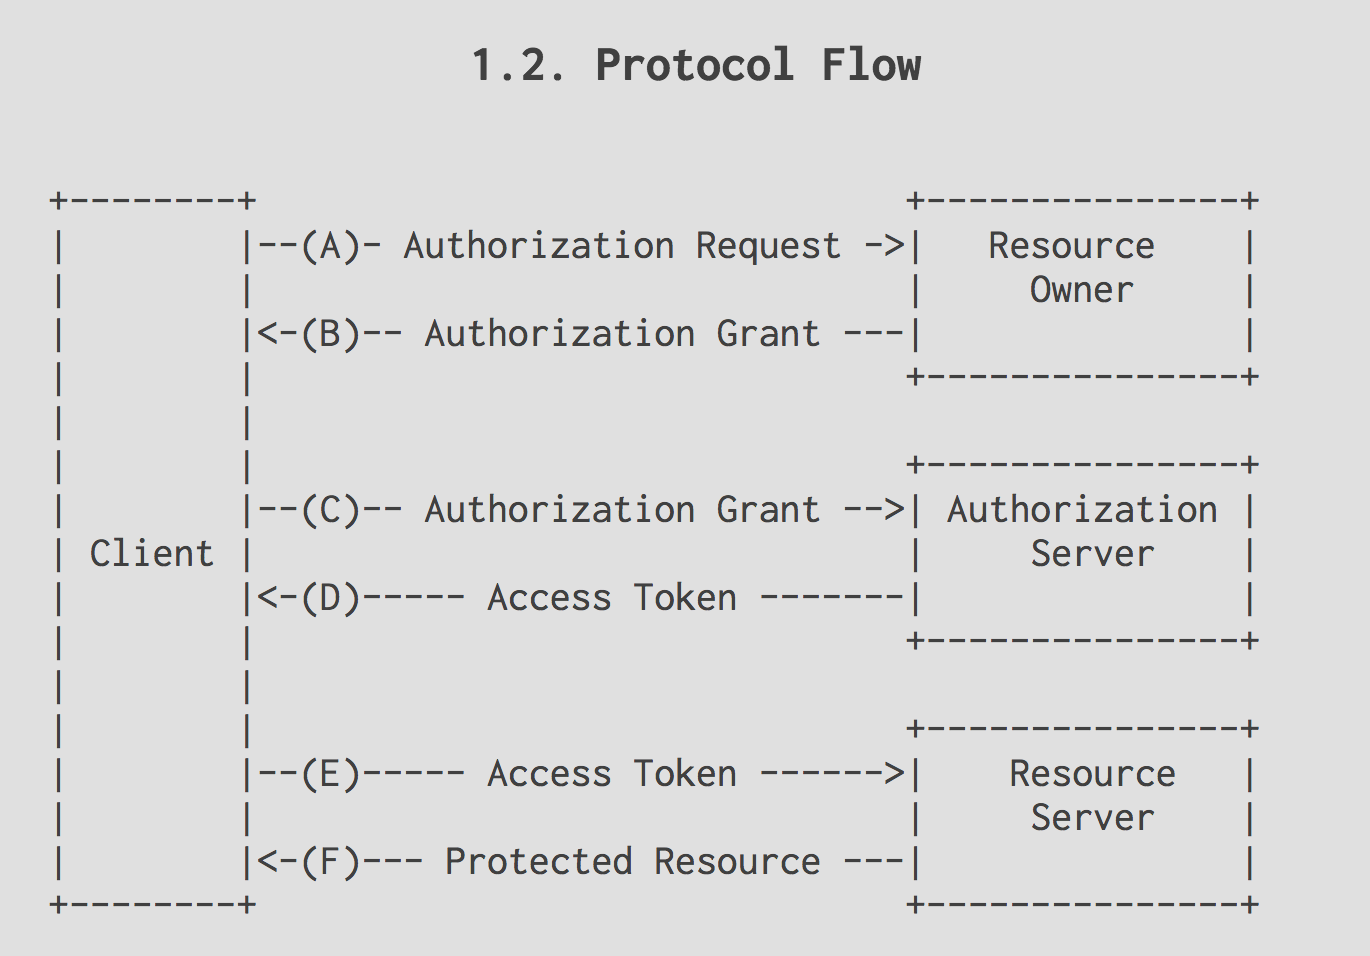 1.2. Protocol Flow
+--------+                               +---------------+
|        |--(A)- Authorization Request ->|   Resource    |
|        |                               |     Owner     |
|        |<-(B)-- Authorization Grant ---|               |
|        |                               +---------------+
|        |
|        |                               +---------------+
|        |--(C)-- Authorization Grant -->| Authorization |
| Client |                               |     Server    |
|        |<-(D)----- Access Token -------|               |
|        |                               +---------------+
|        |
|        |                               +---------------+
|        |--(E)----- Access Token ------>|    Resource   |
|        |                               |     Server    |
|        |<-(F)--- Protected Resource ---|               |
+--------+                               +---------------+